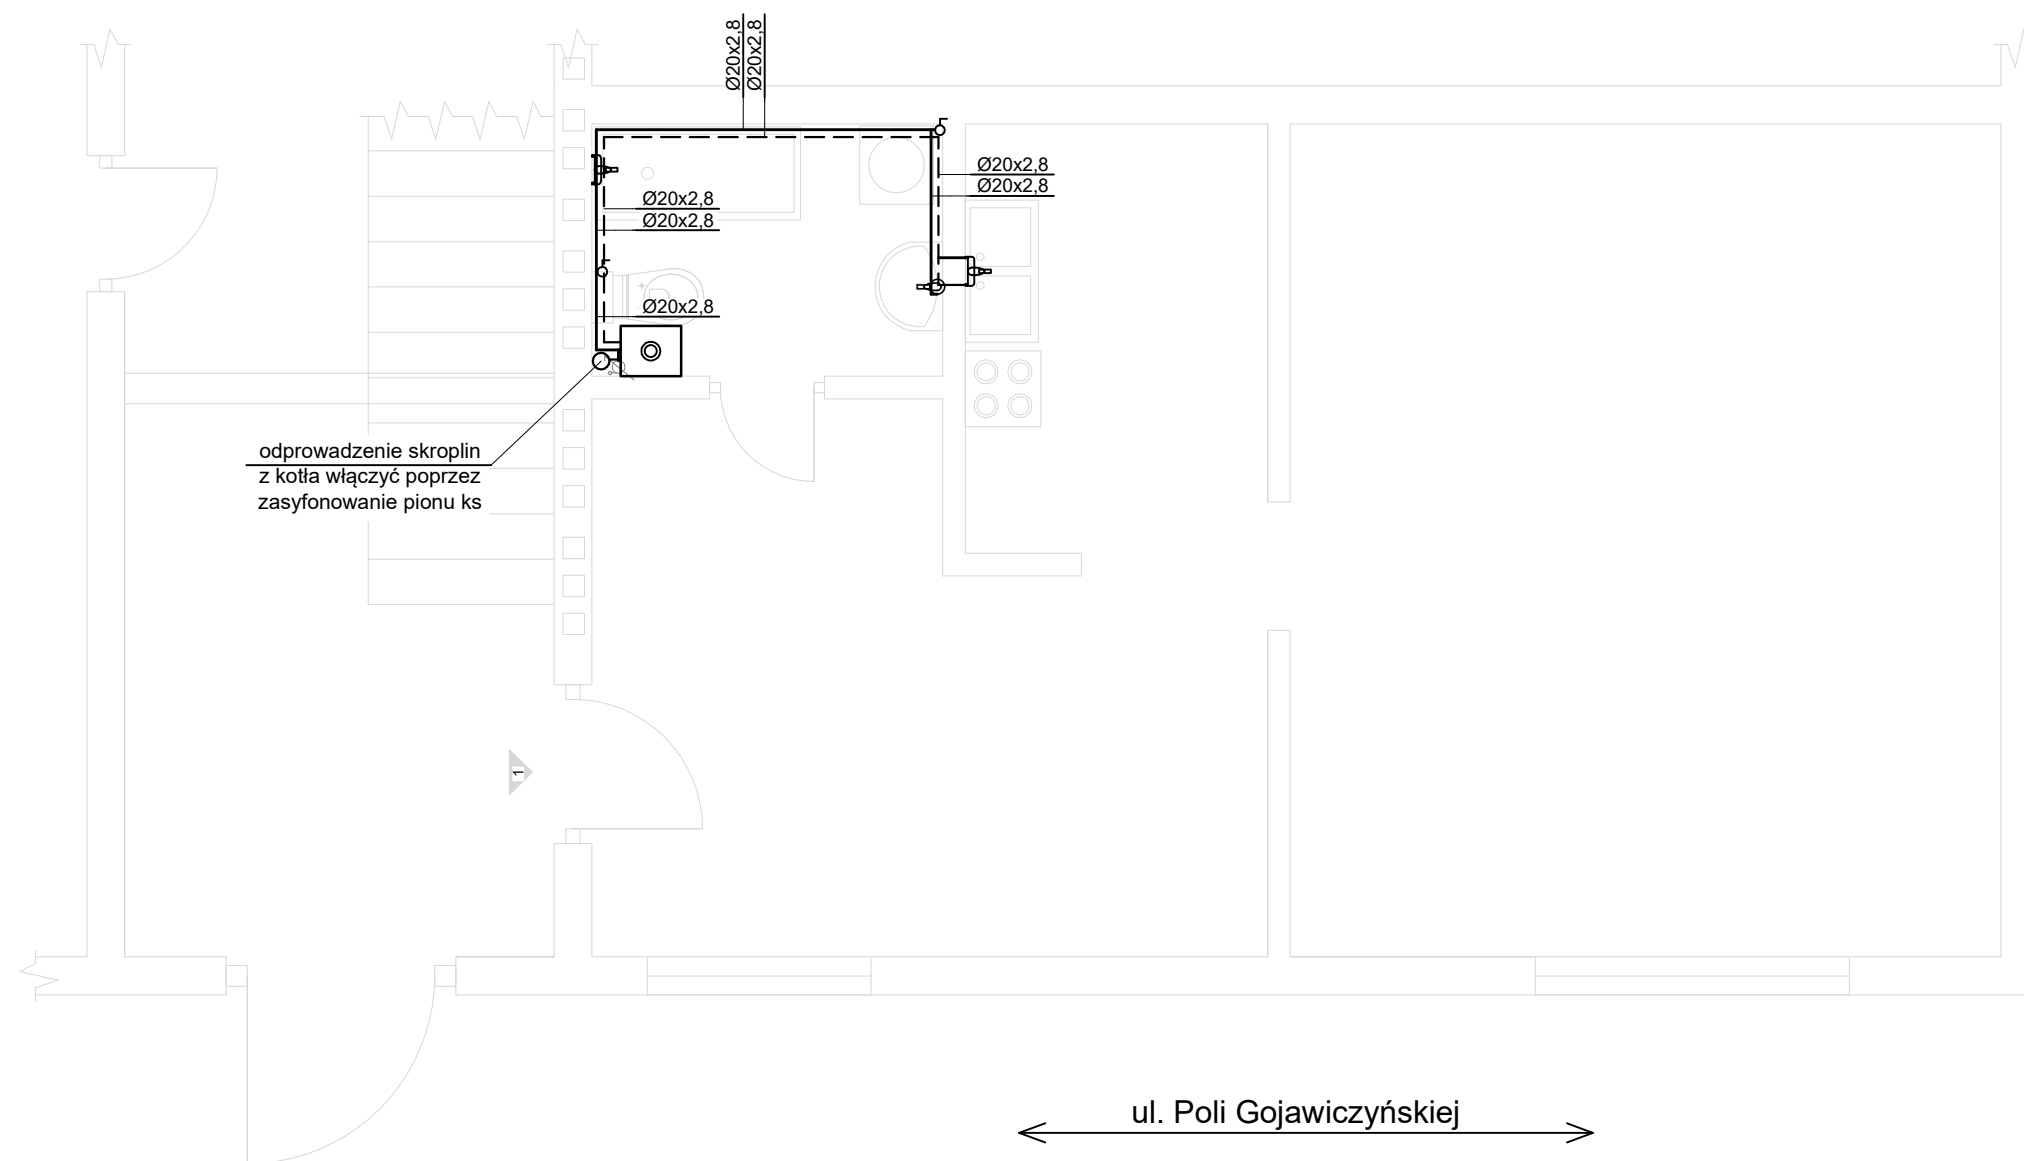 Ø20x2,8
Ø20x2,8
Ø20x2,8
Ø20x2,8
Ø20x2,8
Ø20x2,8
Ø20x2,8
odprowadzenie skroplin
z kotła włączyć poprzez
zasyfonowanie pionu ks
1
ul. Poli Gojawiczyńskiej